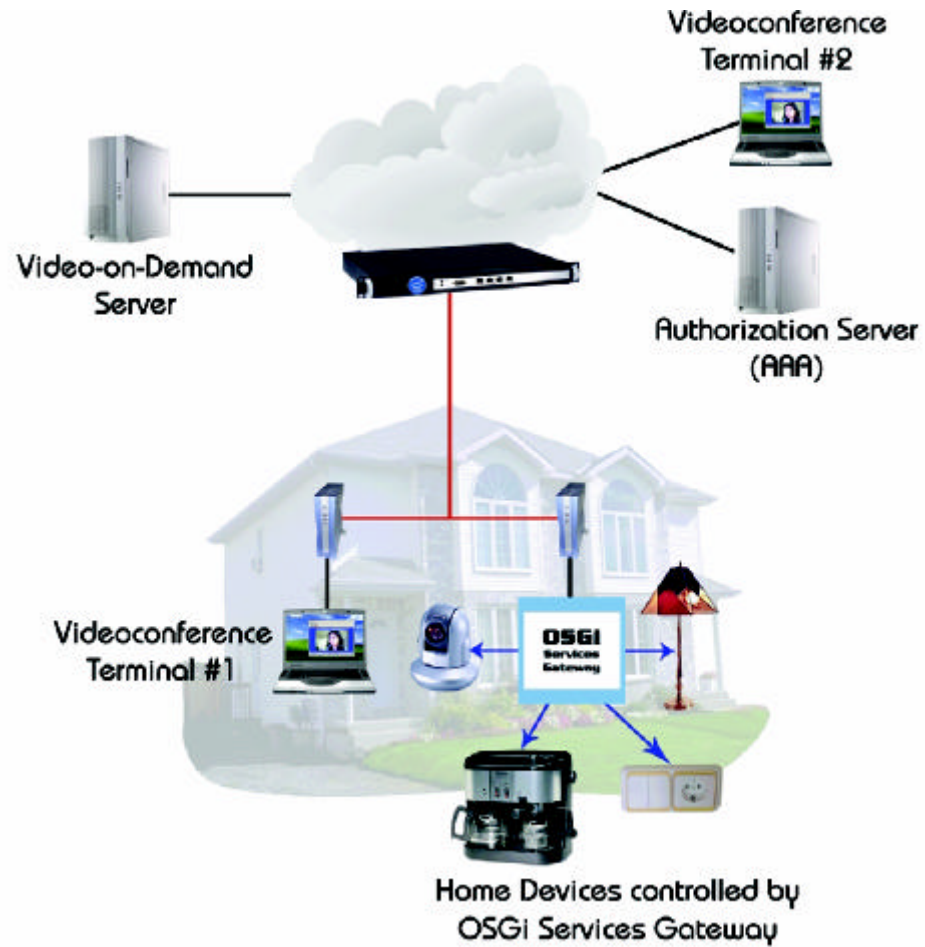 Videoconference
Terminal #2
Video-on-Demand
Server
Authorization Server
(AAA)
Videoconference
Terminal #1
OSGi
Services
Gateway
Home Devices controlled by
OSGi Services Gateway